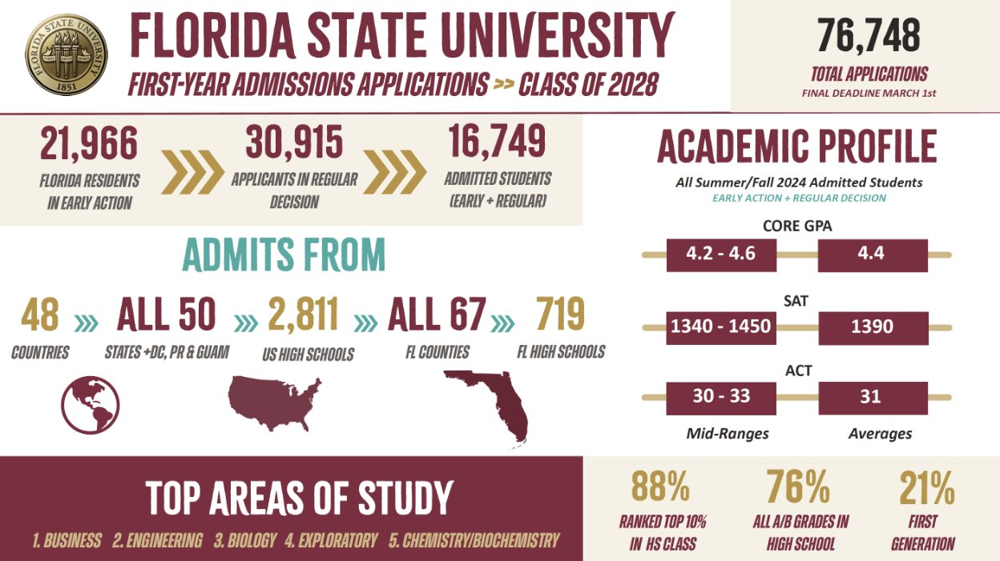 FLORIDA STATE UNIVERSITY
1851
FLORIDA STATE UNIVERSITY
FIRST-YEAR ADMISSIONS APPLICATIONS >> CLASS OF 2028
76,748
TOTAL APPLICATIONS
FINAL DEADLINE MARCH 1st
21,966
FLORIDA RESIDENTS
IN EARLY ACTION
30,915
APPLICANTS IN REGULAR
DECISION
16,749
ADMITTED STUDENTS
(EARLY + REGULAR)
ADMITS FROM
48
COUNTRIES
ALL 50
STATES +DC, PR & GUAM
2,811
US HIGH SCHOOLS
ALL 67
FL COUNTIES
719
FL HIGH SCHOOLS
ACADEMIC PROFILE
All Summer/Fall 2024 Admitted Students
EARLY ACTION + REGULAR DECISION
CORE GPA
4.2 - 4.6
4.4
SAT
1340 - 1450
1390
ACT
30 - 33
31
Mid-Ranges
Averages
TOP AREAS OF STUDY
1. BUSINESS 2. ENGINEERING 3. BIOLOGY 4. EXPLORATORY 5. CHEMISTRY/BIOCHEMISTRY
88%
RANKED TOP 10%
IN HS CLASS
76%
ALL A/B GRADES IN
HIGH SCHOOL
21%
FIRST
GENERATION